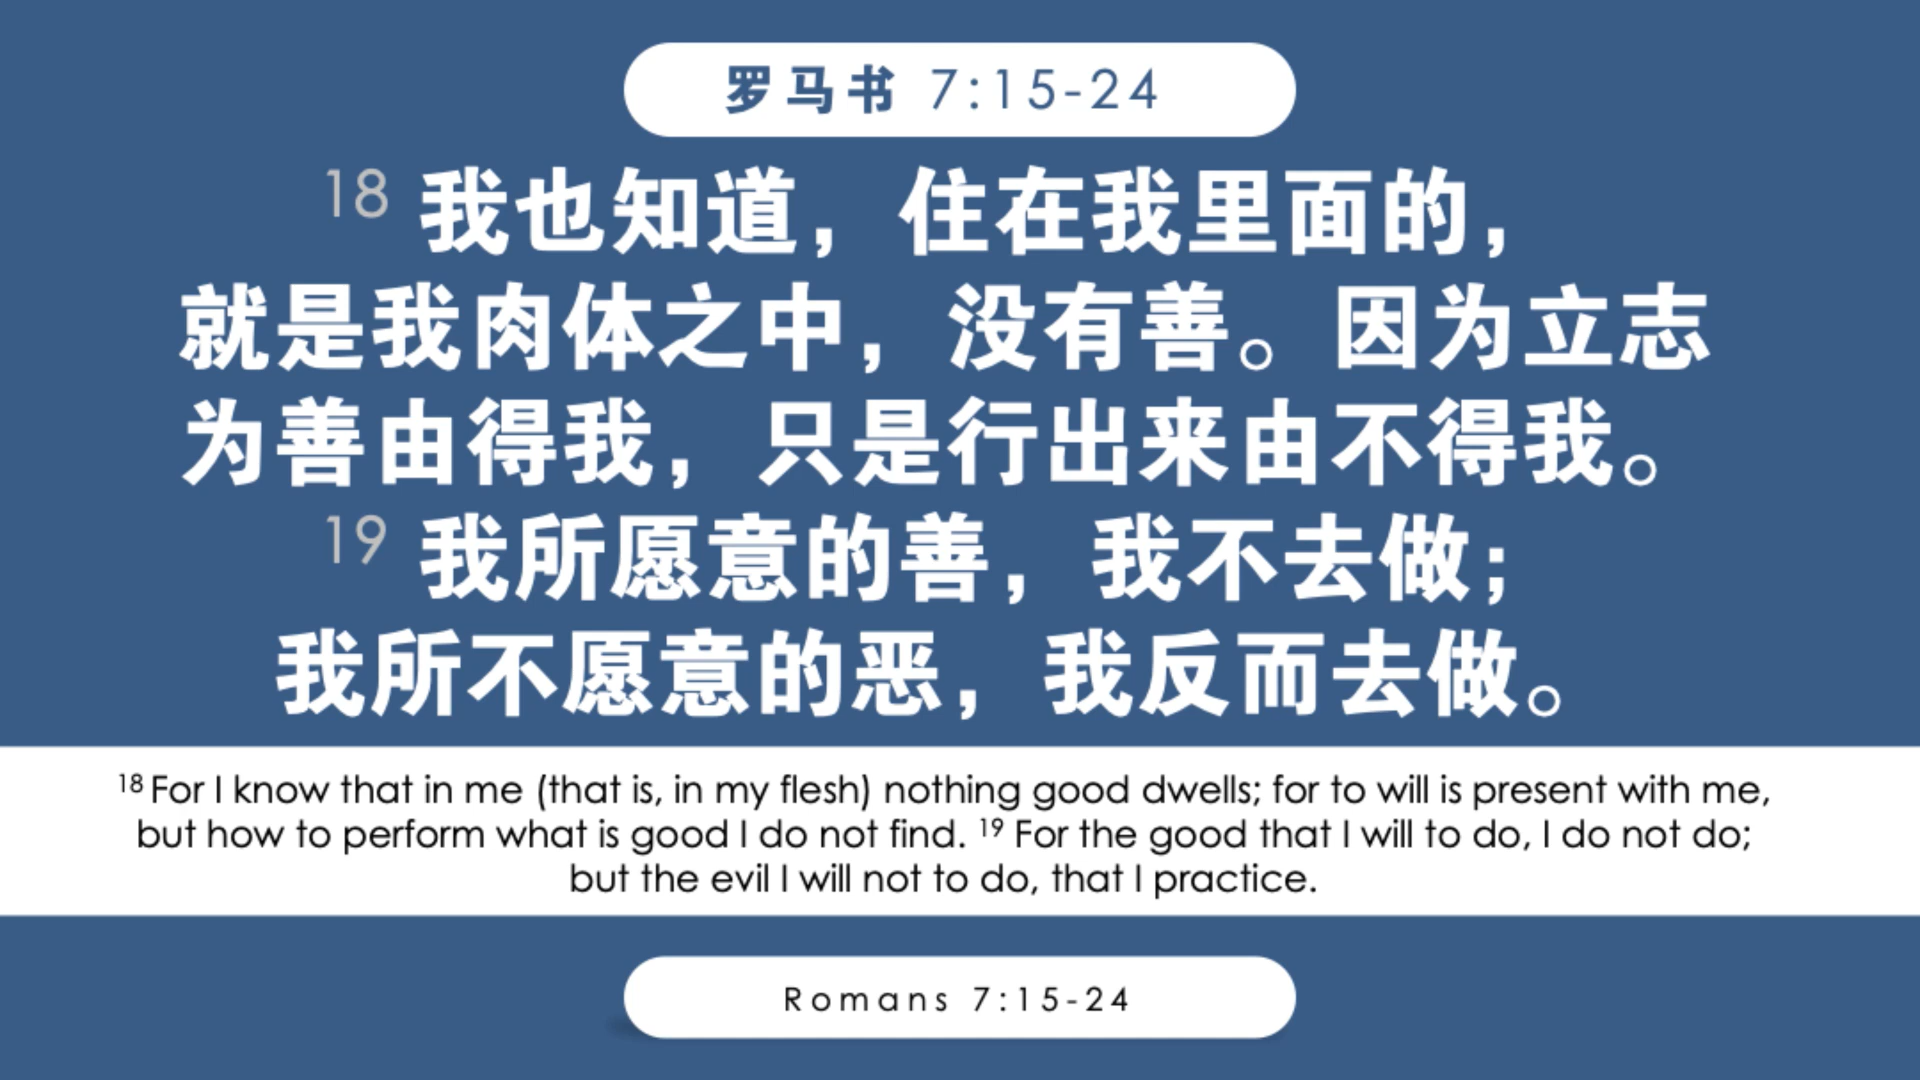 罗马书 7:15-24
18 我也知道，住在我里面的，
就是我肉体之中，没有善。因为立志
为善由得我，只是行出来由不得我。
19 我所愿意的善，我不去做；
我所不愿意的恶，我反而去做。
18 For I know that in me (that is, in my flesh) nothing good dwells; for to will is present with me,
but how to perform what is good I do not find. 19 For the good that I will to do, I do not do;
but the evil I will not to do, that I practice.
Romans 7:15-24